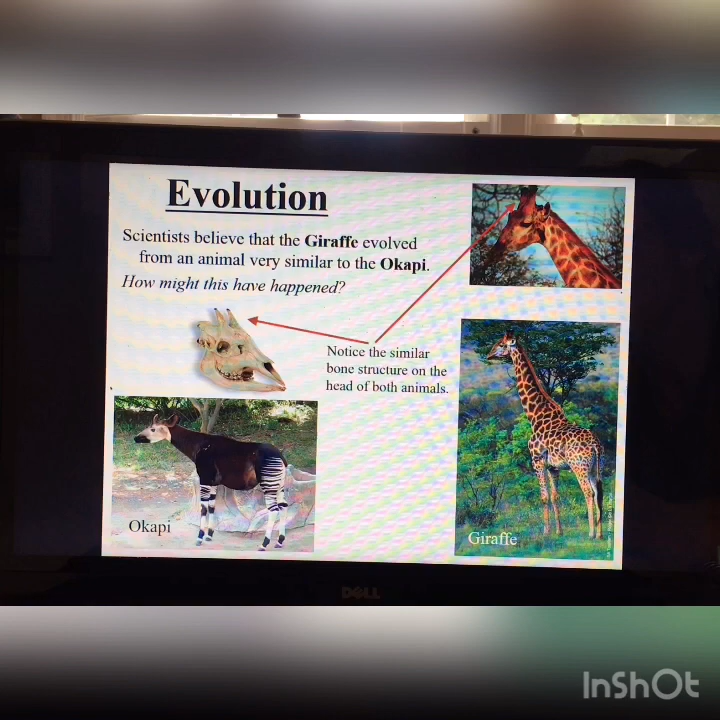 Evolution
Scientists believe that the Giraffe evolved
from an animal very similar to the Okapi.
How might this have happened?
Notice the similar
bone structure on the
head of both animals.
Okapi
Giraffe
DELL
InShOt